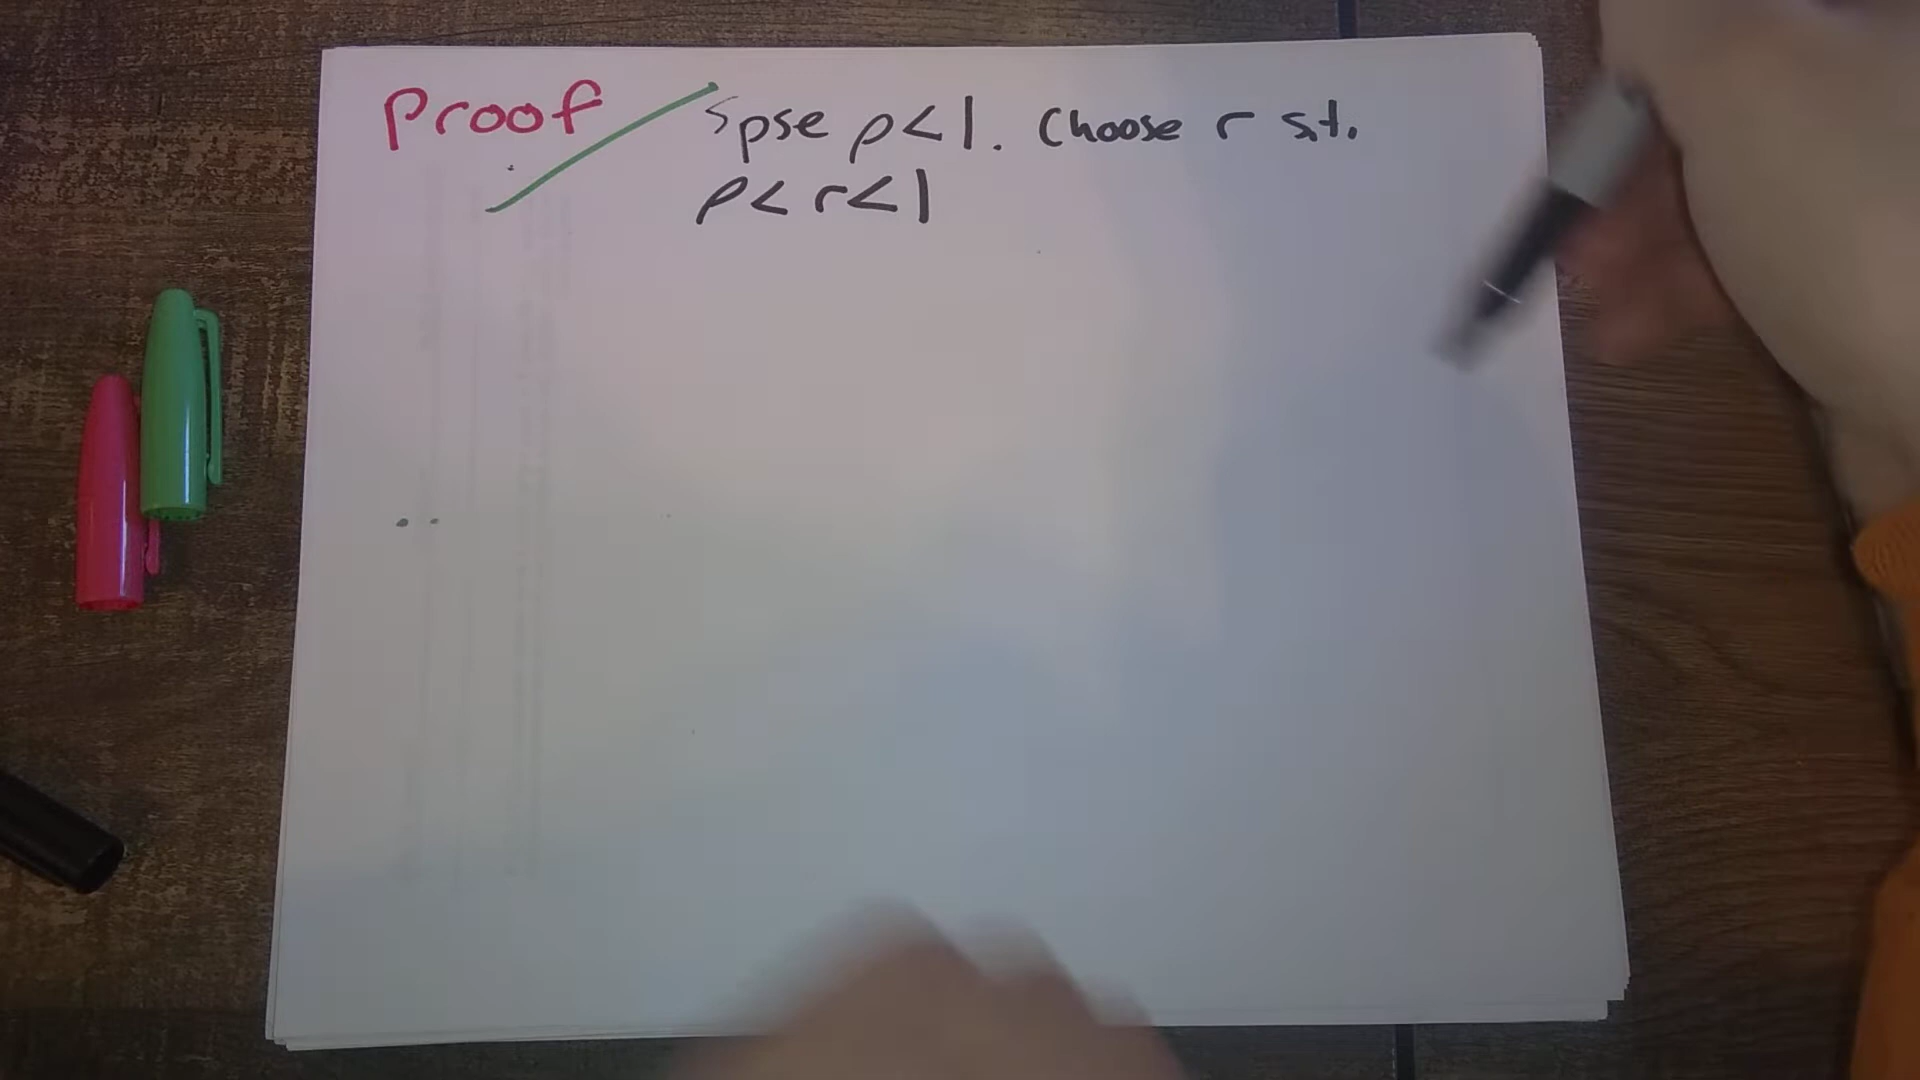 Proof Spse ρ<1. Choose r s.t.
ρ<r<1